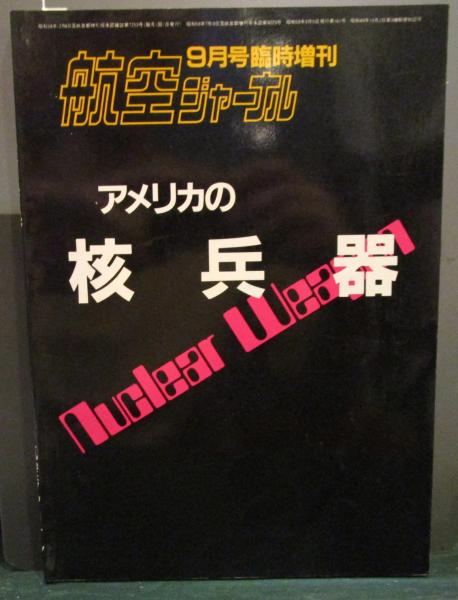 9月号臨時増刊
航空ジャーナル
アメリカの
核兵器
Nuclear Weapon